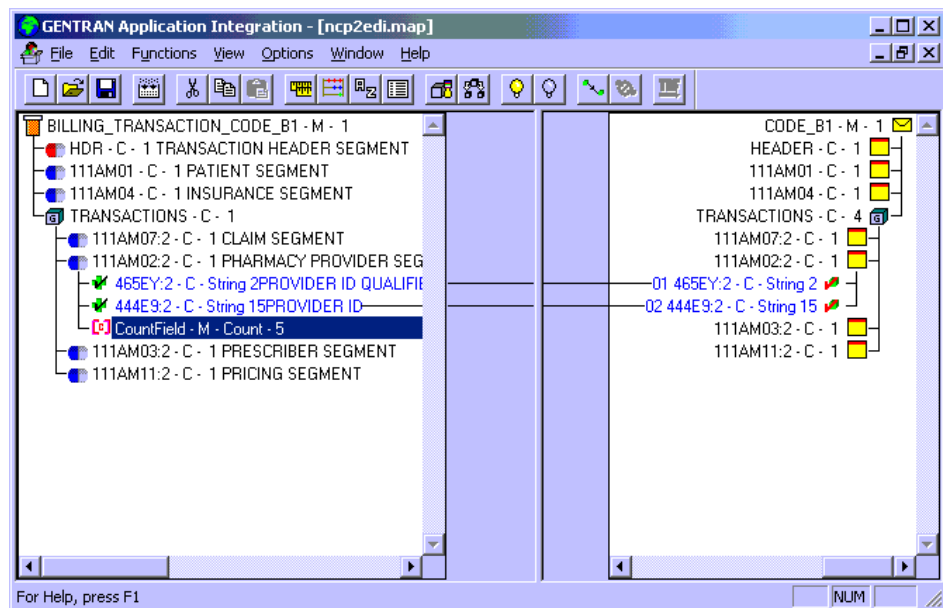 GENTRAN Application Integration - [ncp2edi.map]
File Edit Functions View Options Window Help
BILLING_TRANSACTION_CODE_B1 - M - 1
HDR - C - 1 TRANSACTION HEADER SEGMENT
111AM01 - C - 1 PATIENT SEGMENT
111AM04 - C - 1 INSURANCE SEGMENT
TRANSACTIONS - C - 1
111AM07:2 - C - 1 CLAIM SEGMENT
111AM02:2 - C - 1 PHARMACY PROVIDER SEG
465EY:2 - C - String 2PROVIDER ID QUALIFIE
444E9:2 - C - String 15PROVIDER ID
CountField - M - Count - 5
111AM03:2 - C - 1 PRESCRIBER SEGMENT
111AM11:2 - C - 1 PRICING SEGMENT
CODE_B1 - M - 1
HEADER - C - 1
111AM01 - C - 1
111AM04 - C - 1
TRANSACTIONS - C - 4
111AM07:2 - C - 1
111AM02:2 - C - 1
01 465EY:2 - C - String 2
02 444E9:2 - C - String 15
111AM03:2 - C - 1
111AM11:2 - C - 1
For Help, press F1
NUM